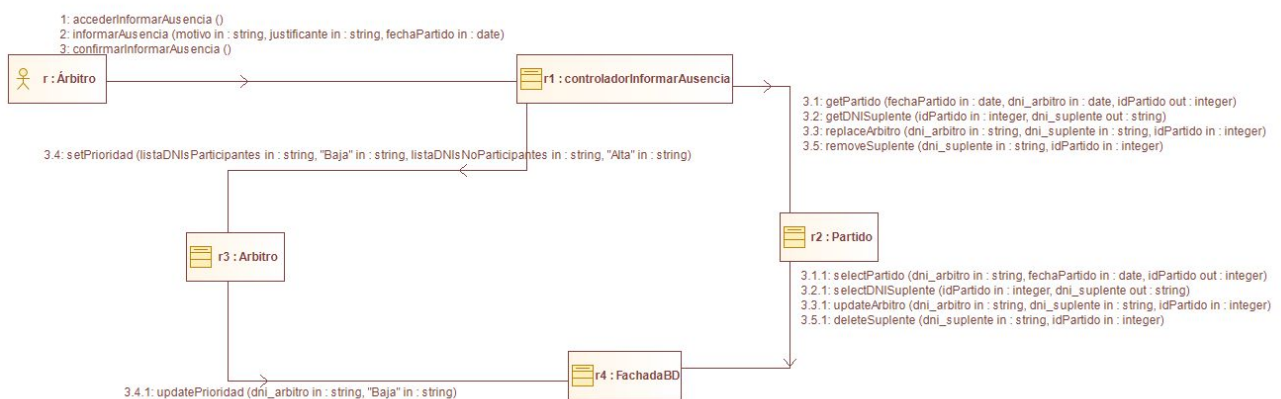 1: accederInformarAusencia ()
2: informarAusencia (motivo in : string, justificante in : string, fechaPartido in : date)
3: confirmarInformarAusencia ()
r : Árbitro
r1 : controladorInformarAusencia
3.1: getPartido (fechaPartido in : date, dni_arbitro in : date, idPartido out : integer)
3.2: getDNISuplente (idPartido in : integer, dni_suplente out : string)
3.3: replaceArbitro (dni_arbitro in : string, dni_suplente in : string, idPartido in : integer)
3.5: removeSuplente (dni_suplente in : string, idPartido in : integer)
3.4: setPrioridad (listaDNIsParticipantes in : string, "Baja" in : string, listaDNIsNoParticipantes in : string, "Alta" in : string)
r2 : Partido
r3 : Arbitro
3.1.1: selectPartido (dni_arbitro in : string, fechaPartido in : date, idPartido out : integer)
3.2.1: selectDNISuplente (idPartido in : integer, dni_suplente out : string)
3.3.1: updateArbitro (dni_arbitro in : string, dni_suplente in : string, idPartido in : integer)
3.5.1: deleteSuplente (dni_suplente in : string, idPartido in : integer)
r4 : FachadaBD
3.4.1: updatePrioridad (dni_arbitro in : string, "Baja" in : string)